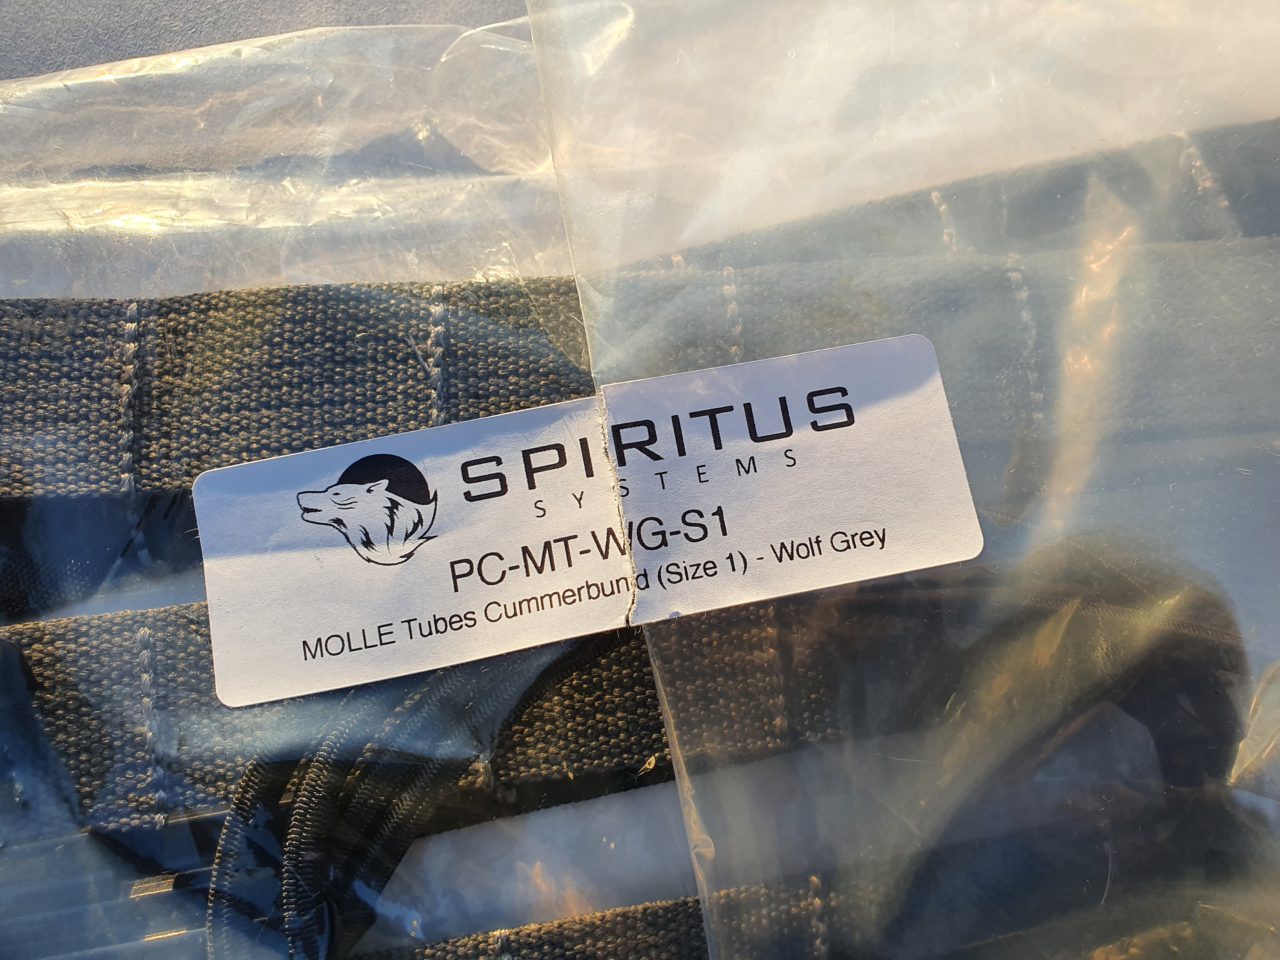 SPIRITUS
SYSTEMS
PC-MT-WG-S1
MOLLE Tubes Cummerbund (Size 1) - Wolf Grey